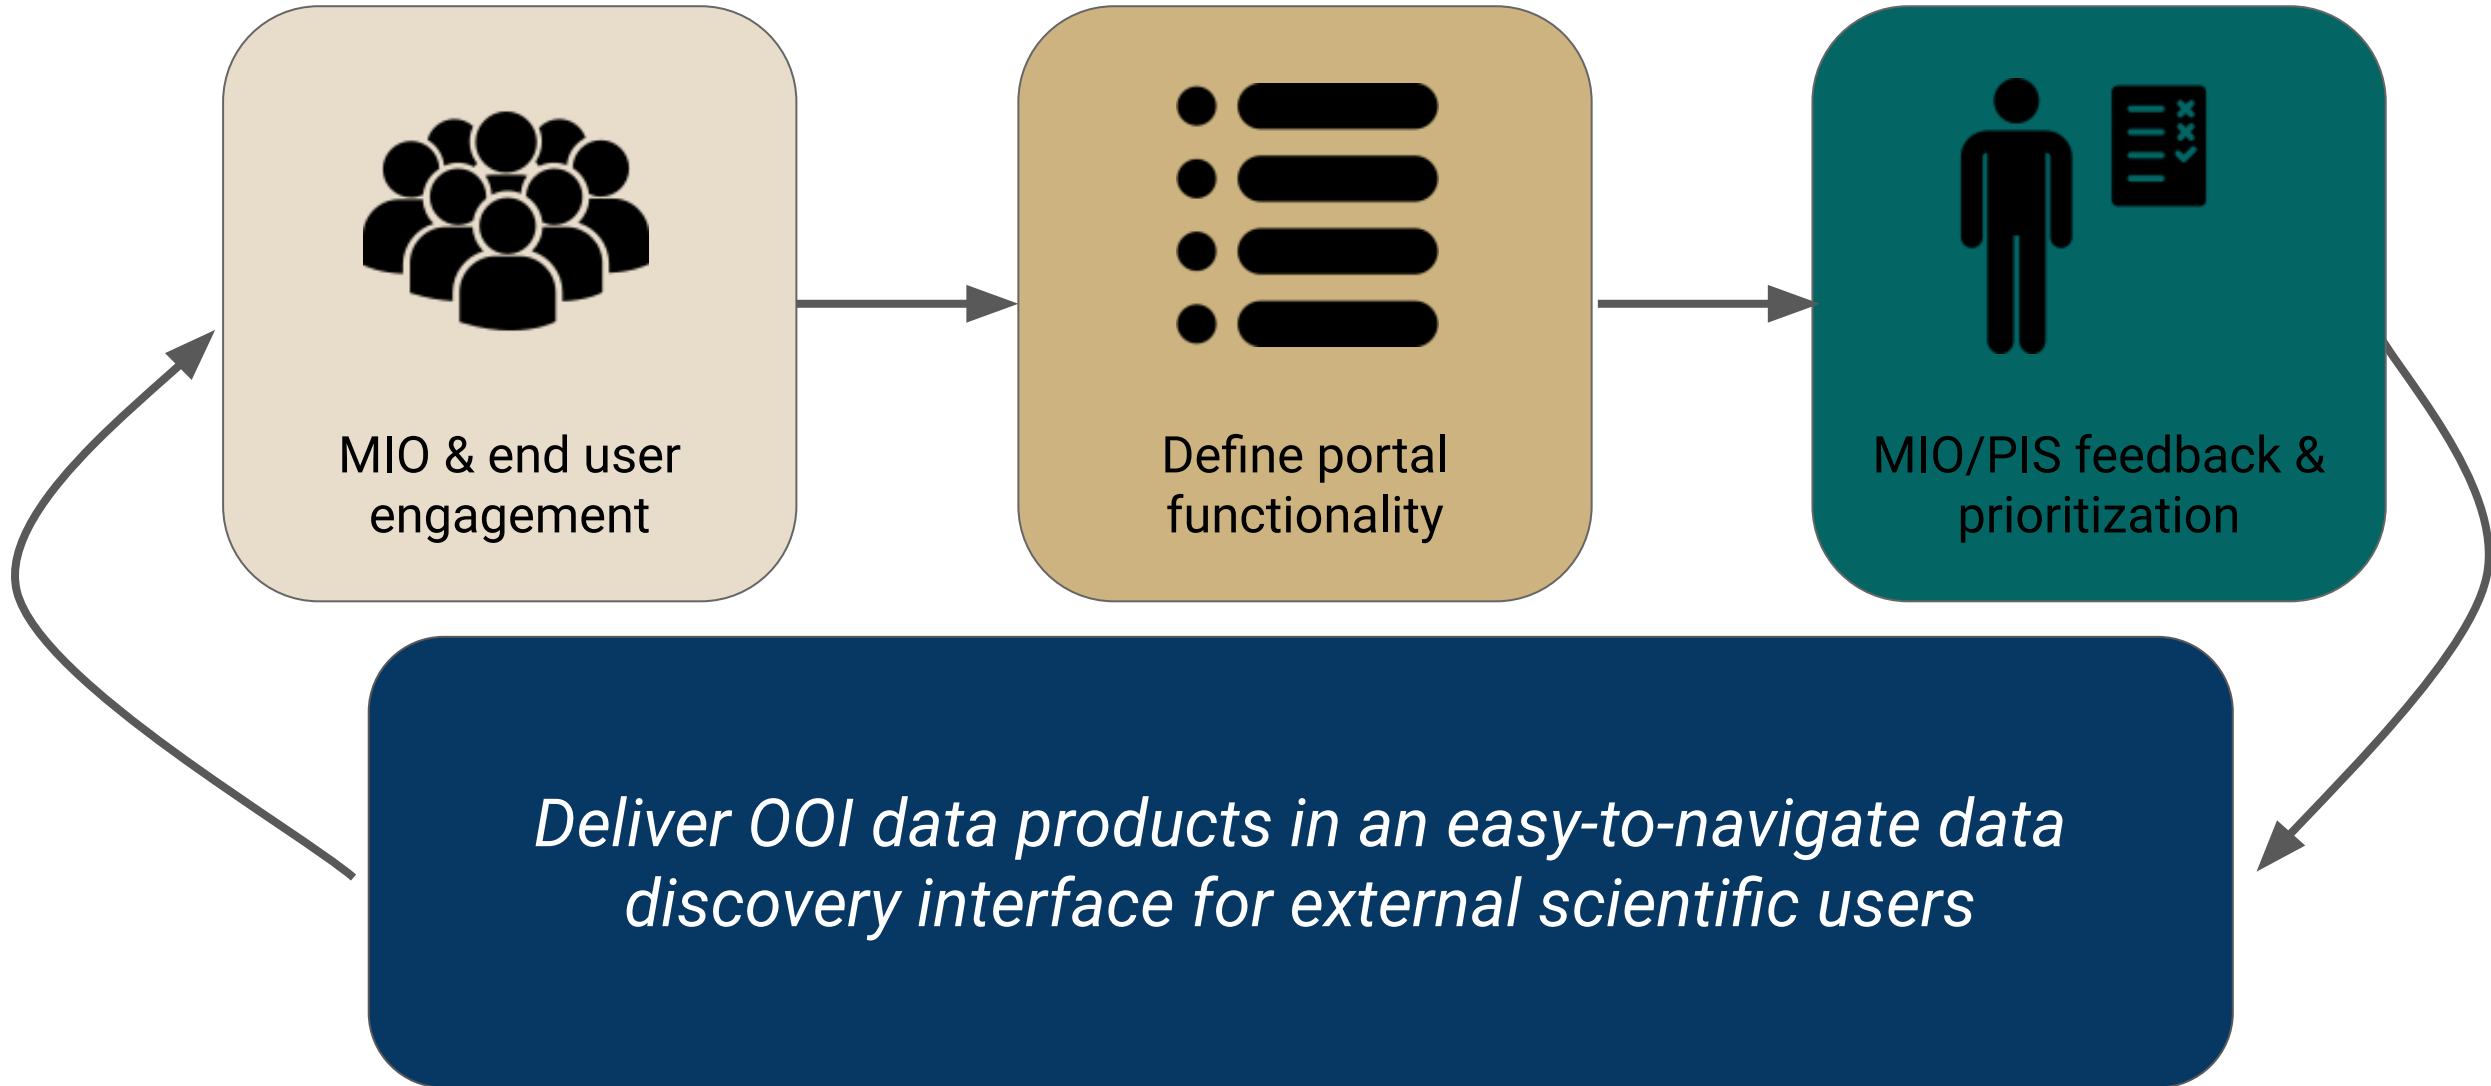 MIO & end user
engagement
Define portal
functionality
MIO/PIS feedback &
prioritization
Deliver OOI data products in an easy-to-navigate data
discovery interface for external scientific users